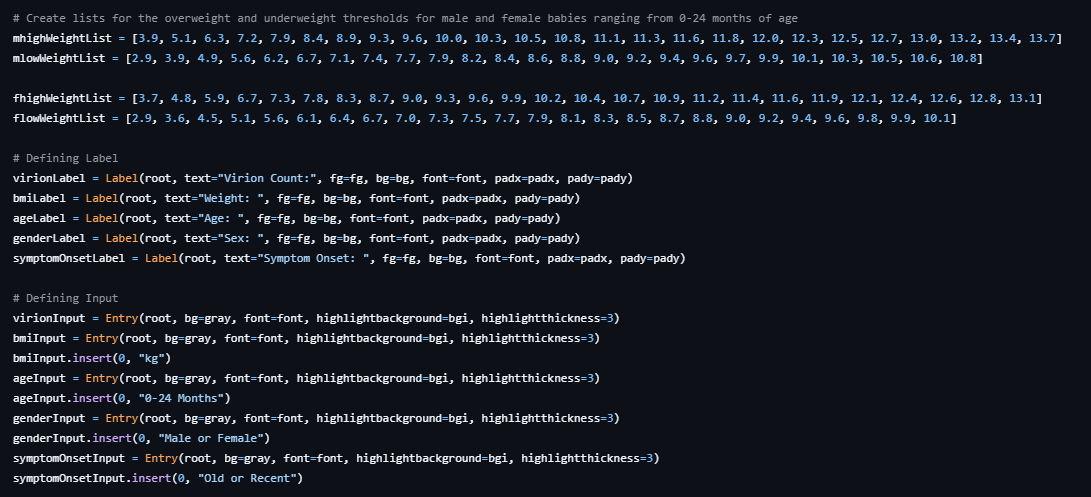 # Create lists for the overweight and underweight thresholds for male and female babies ranging from 0-24 months of age
mhighWeightList = [3.9, 5.1, 6.3, 7.2, 7.9, 8.4, 8.9, 9.3, 9.6, 10.0, 10.3, 10.5, 10.8, 11.1, 11.3, 11.6, 11.8, 12.0, 12.3, 12.5, 12.7, 13.0, 13.2, 13.4, 13.7]
mlowWeightList = [2.9, 3.9, 4.9, 5.6, 6.2, 6.7, 7.1, 7.4, 7.7, 7.9, 8.2, 8.4, 8.6, 8.8, 9.0, 9.2, 9.4, 9.6, 9.7, 9.9, 10.1, 10.3, 10.5, 10.6, 10.8]
fhighWeightList = [3.7, 4.8, 5.9, 6.7, 7.3, 7.8, 8.3, 8.7, 9.0, 9.3, 9.6, 9.9, 10.2, 10.4, 10.7, 10.9, 11.2, 11.4, 11.6, 11.9, 12.1, 12.4, 12.6, 12.8, 13.1]
flowWeightList = [2.9, 3.6, 4.5, 5.1, 5.6, 6.1, 6.4, 6.7, 7.0, 7.3, 7.5, 7.7, 7.9, 8.1, 8.3, 8.5, 8.7, 8.8, 9.0, 9.2, 9.4, 9.6, 9.8, 9.9, 10.1]
# Defining Label
virionLabel = Label(root, text="Virion Count:", fg=fg, bg=bg, font=font, padx=padx, pady=pady)
bmiLabel = Label(root, text="Weight: ", fg=fg, bg=bg, font=font, padx=padx, pady=pady)
ageLabel = Label(root, text="Age: ", fg=fg, bg=bg, font=font, padx=padx, pady=pady)
genderLabel = Label(root, text="Sex: ", fg=fg, bg=bg, font=font, padx=padx, pady=pady)
symptomOnsetLabel = Label(root, text="Symptom Onset: ", fg=fg, bg=bg, font=font, padx=padx, pady=pady)
# Defining Input
virionInput = Entry(root, bg=gray, font=font, highlightbackground=bgi, highlightthickness=3)
bmiInput = Entry(root, bg=gray, font=font, highlightbackground=bgi, highlightthickness=3)
bmiInput.insert(0, "kg")
ageInput = Entry(root, bg=gray, font=font, highlightbackground=bgi, highlightthickness=3)
ageInput.insert(0, "0-24 Months")
genderInput = Entry(root, bg=gray, font=font, highlightbackground=bgi, highlightthickness=3)
genderInput.insert(0, "Male or Female")
symptomOnsetInput = Entry(root, bg=gray, font=font, highlightbackground=bgi, highlightthickness=3)
symptomOnsetInput.insert(0, "Old or Recent")